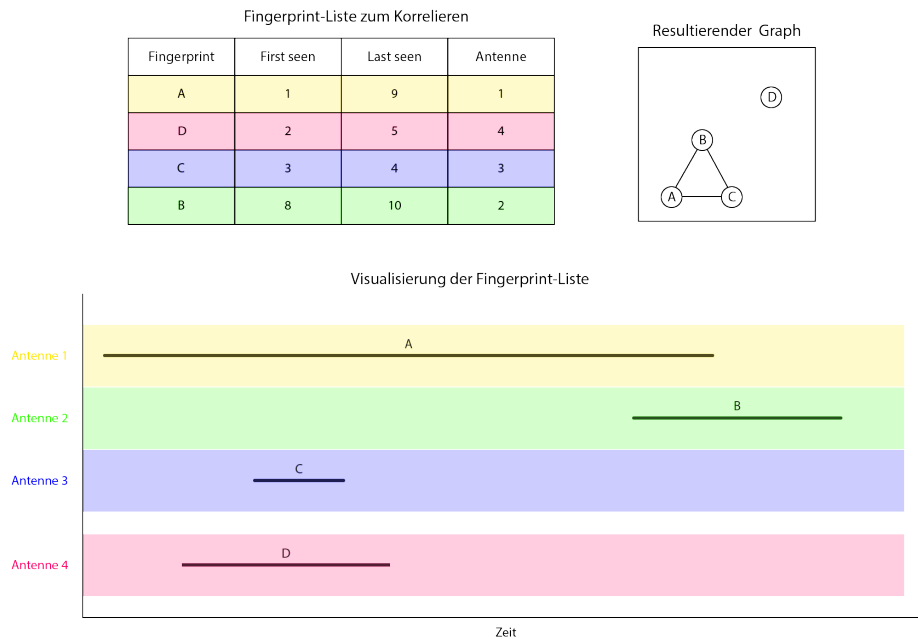 Fingerprint-Liste zum Korrelieren
Fingerprint First seen Last seen Antenne
A 1 9 1
D 2 5 4
C 3 4 3
B 8 10 2
Resultierender Graph
D
B
A C
Visualisierung der Fingerprint-Liste
Antenne 1 A
Antenne 2 B
Antenne 3 C
Antenne 4 D
Zeit